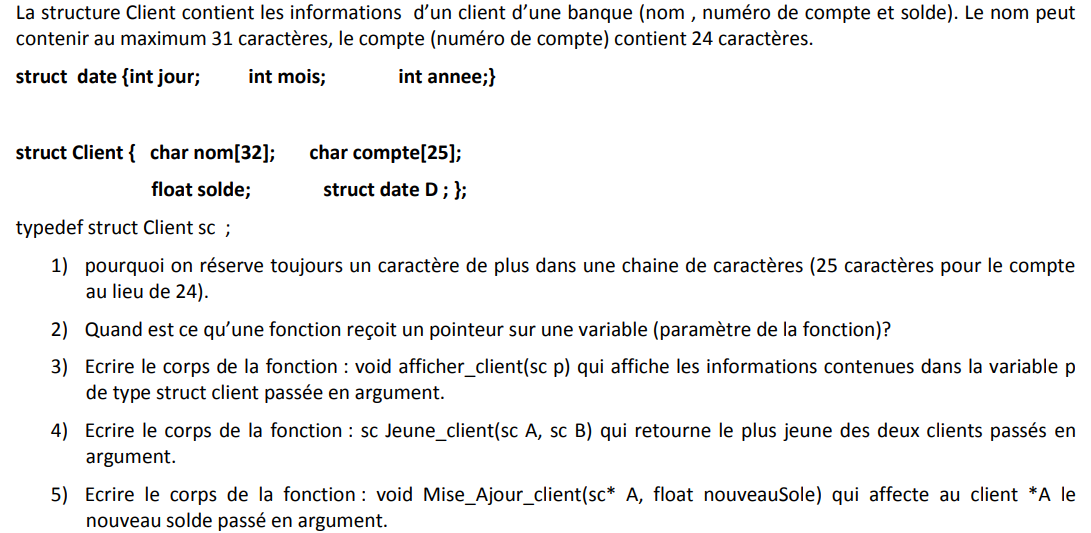 La structure Client contient les informations d’un client d’une banque (nom , numéro de compte et solde). Le nom peut
contenir au maximum 31 caractères, le compte (numéro de compte) contient 24 caractères.
struct date {int jour; int mois; int annee;}
struct Client { char nom[32]; char compte[25];
float solde; struct date D ; };
typedef struct Client sc ;
1) pourquoi on réserve toujours un caractère de plus dans une chaine de caractères (25 caractères pour le compte
au lieu de 24).
2) Quand est ce qu’une fonction reçoit un pointeur sur une variable (paramètre de la fonction)?
3) Ecrire le corps de la fonction : void afficher_client(sc p) qui affiche les informations contenues dans la variable p
de type struct client passée en argument.
4) Ecrire le corps de la fonction : sc Jeune_client(sc A, sc B) qui retourne le plus jeune des deux clients passés en
argument.
5) Ecrire le corps de la fonction : void Mise_Ajour_client(sc* A, float nouveauSole) qui affecte au client *A le
nouveau solde passé en argument.